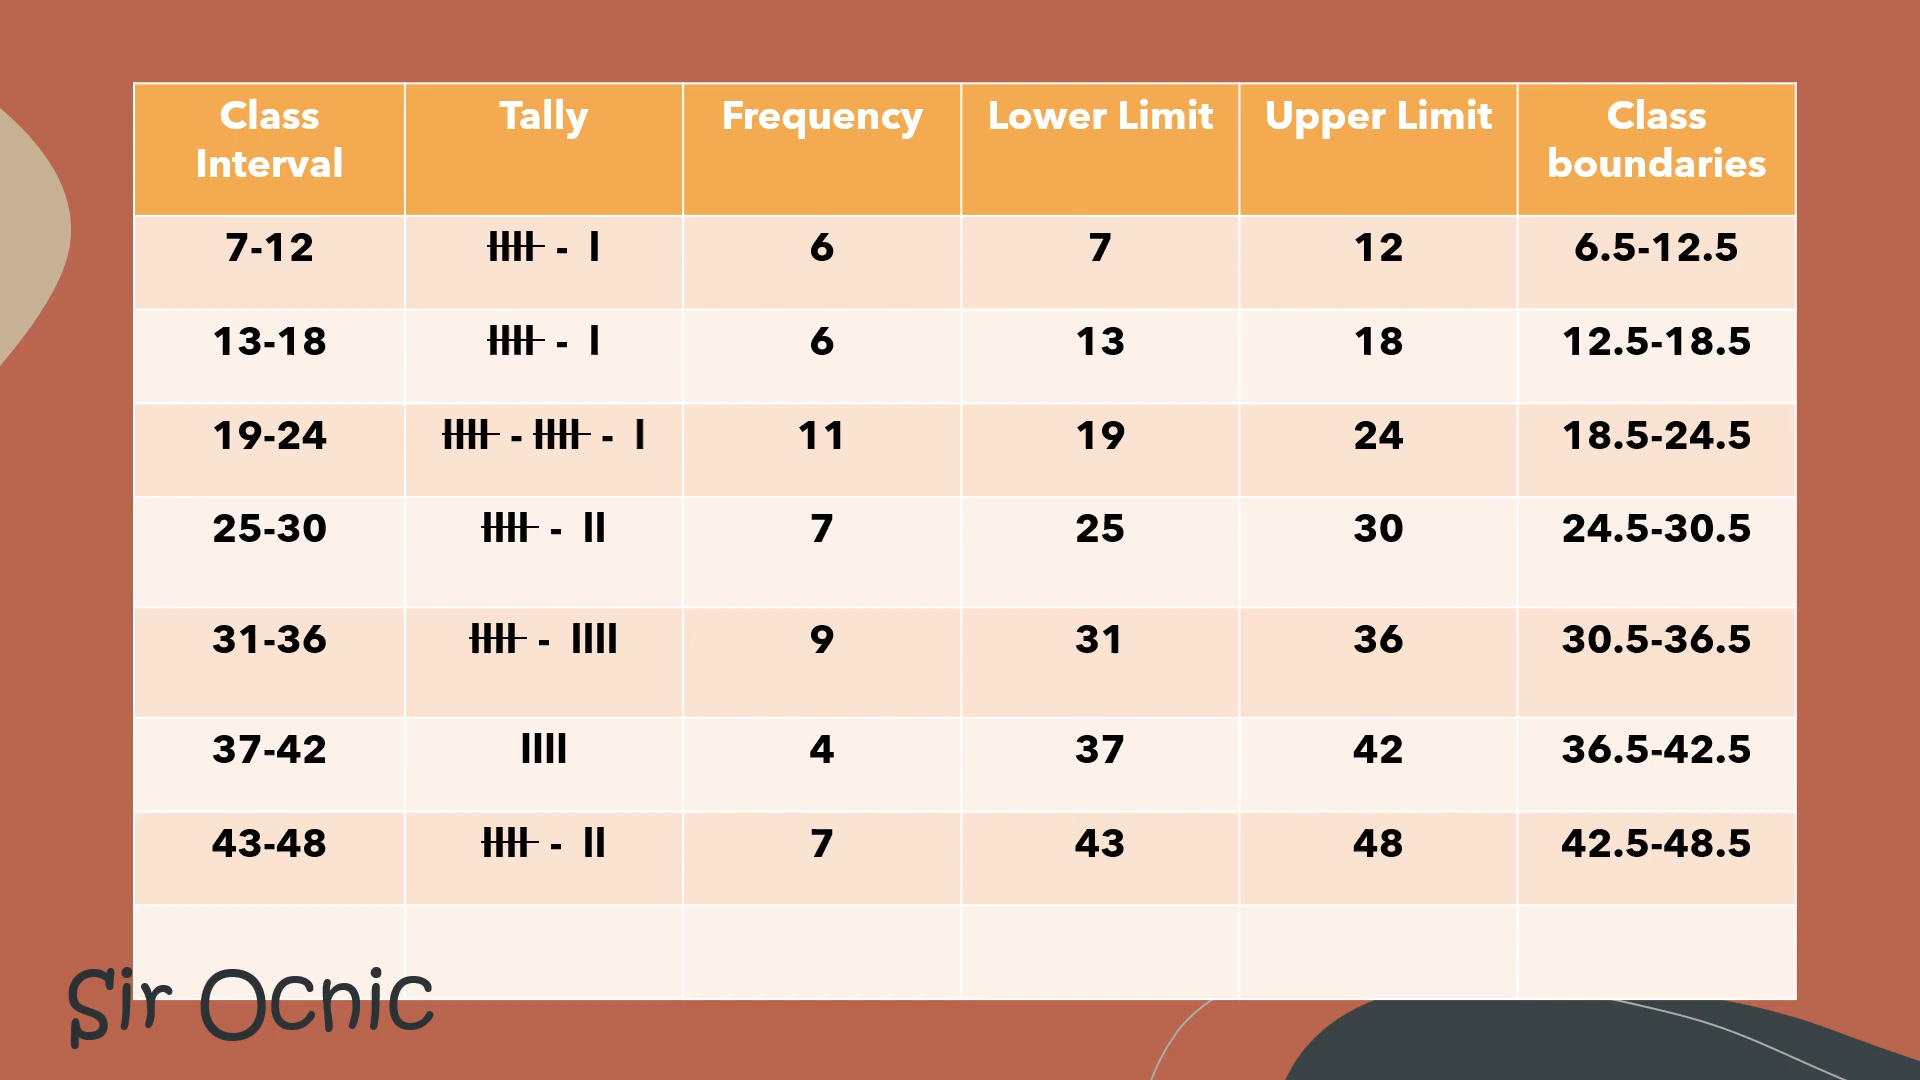 Class Interval Tally Frequency Lower Limit Upper Limit Class boundaries
7-12 𝍸 - I 6 7 12 6.5-12.5
13-18 𝍸 - I 6 13 18 12.5-18.5
19-24 𝍸 - 𝍸 - I 11 19 24 18.5-24.5
25-30 𝍸 - II 7 25 30 24.5-30.5
31-36 𝍸 - IIII 9 31 36 30.5-36.5
37-42 IIII 4 37 42 36.5-42.5
43-48 𝍸 - II 7 43 48 42.5-48.5
Sir Ocnic